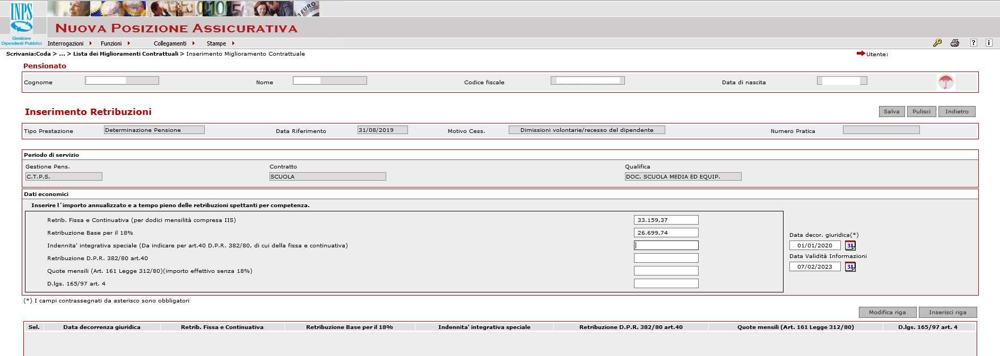 INPS
Gestione
Dipendenti Pubblici
EURO
NUOVA POSIZIONE ASSICURATIVA
Interrogazioni Funzioni Collegamenti Stampe ? i
Scrivania:Coda > ... > Lista dei Miglioramenti Contrattuali > Inserimento Miglioramento Contrattuale Utente:
Pensionato
Cognome Nome Codice fiscale Data di nascita
Inserimento Retribuzioni Salva Pulisci Indietro
Tipo Prestazione Determinazione Pensione Data Riferimento 31/08/2019 Motivo Cess. Dimissioni volontarie/recesso del dipendente Numero Pratica
Periodo di servizio
Gestione Pens. Contratto Qualifica
C.T.P.S. SCUOLA DOC. SCUOLA MEDIA ED EQUIP.
Dati economici
Inserire l´importo annualizzato e a tempo pieno delle retribuzioni spettanti per competenza.
Retrib. Fissa e Continuativa (per dodici mensilità compresa IIS) 33.159,37
Retribuzione Base per il 18% 26.699,74
Data decor. giuridica(*)
Indennita' integrativa speciale (Da indicare per art.40 D.P.R. 382/80, di cui della fissa e continuativa) 01/01/2020 31
Retribuzione D.P.R. 382/80 art.40 Data Validità Informazioni
Quote mensili (Art. 161 Legge 312/80)(importo effettivo senza 18%) 07/02/2023 31
D.lgs. 165/97 art. 4
(*) I campi contrassegnati da asterisco sono obbligatori
Modifica riga Inserisci riga
Sel. Data decorrenza giuridica Retrib. Fissa e Continuativa Retribuzione Base per il 18% Indennita' integrativa speciale Retribuzione D.P.R. 382/80 art.40 Quote mensili (Art. 161 Legge 312/80) D.lgs. 165/97 art. 4